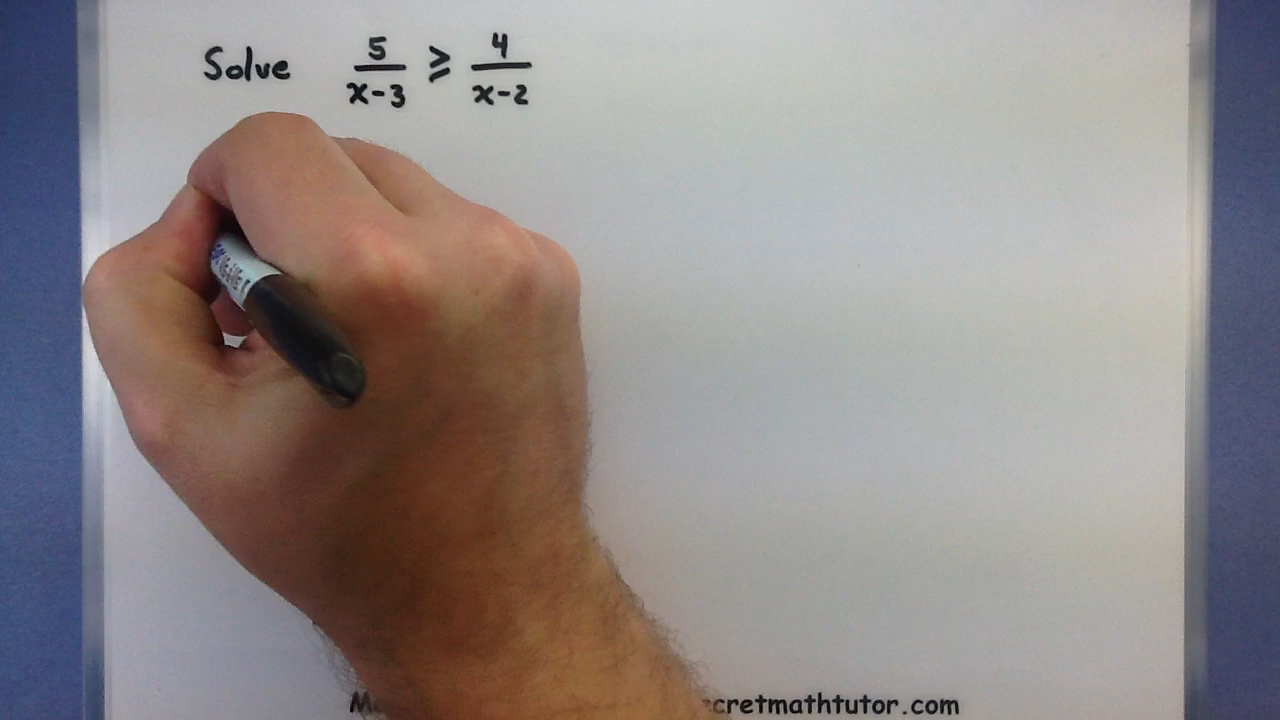 Solve 5/(x-3) ≥ 4/(x-2)
cretmathtutor.com